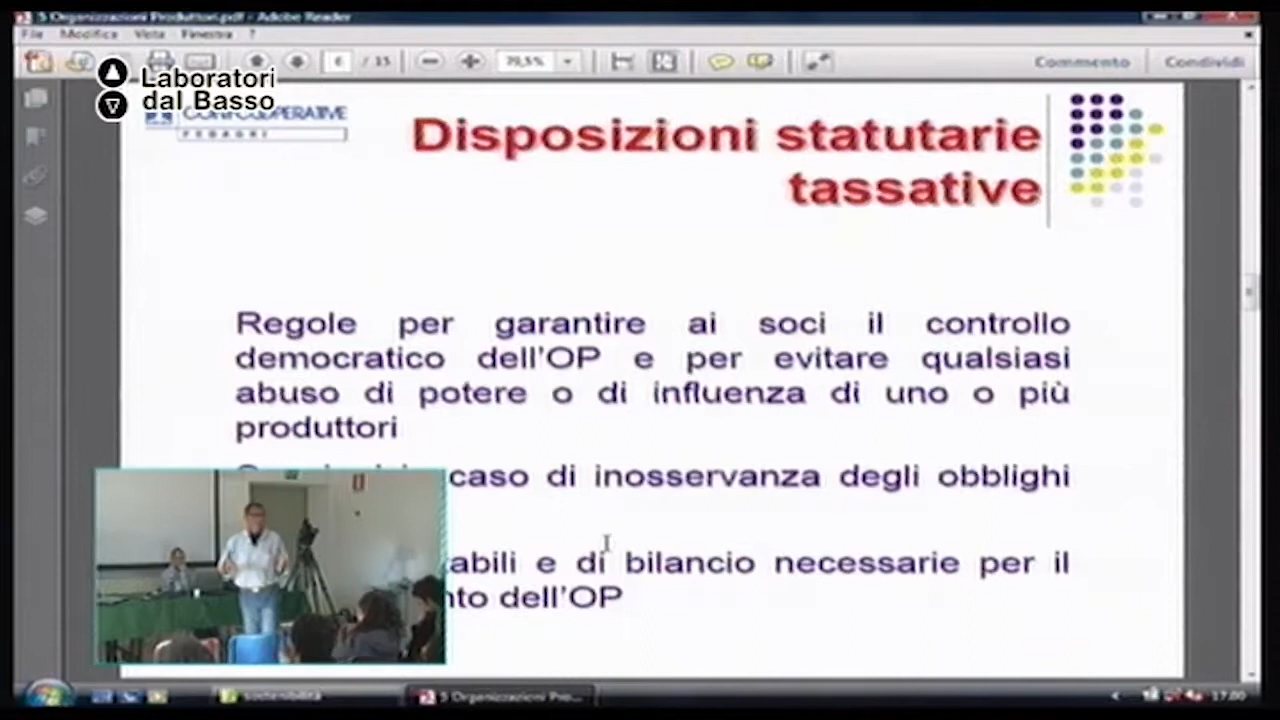 5 Organizzazioni Produttori.pdf - Adobe Reader
File Modifica Vista Finestra ?
6 / 15 79,5% Commento Condividi
Laboratori
dal Basso
CONFCOOPERATIVE
FEDAGRI
Disposizioni statutarie
tassative
Regole per garantire ai soci il controllo
democratico dell'OP e per evitare qualsiasi
abuso di potere o di influenza di uno o più
produttori
caso di inosservanza degli obblighi
abili e di bilancio necessarie per il
nto dell'OP
sostenibilità 5 Organizzazioni Pro... 17.00